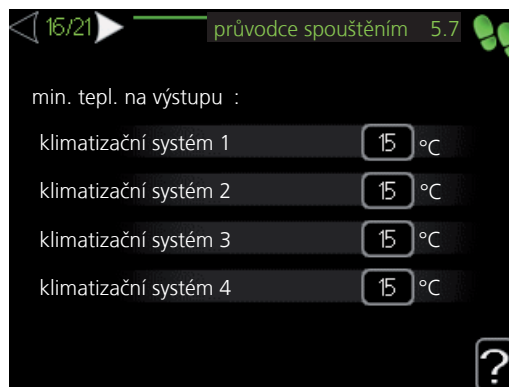 16/21 průvodce spouštěním 5.7
min. tepl. na výstupu :
klimatizační systém 1 15 °C
klimatizační systém 2 15 °C
klimatizační systém 3 15 °C
klimatizační systém 4 15 °C
?